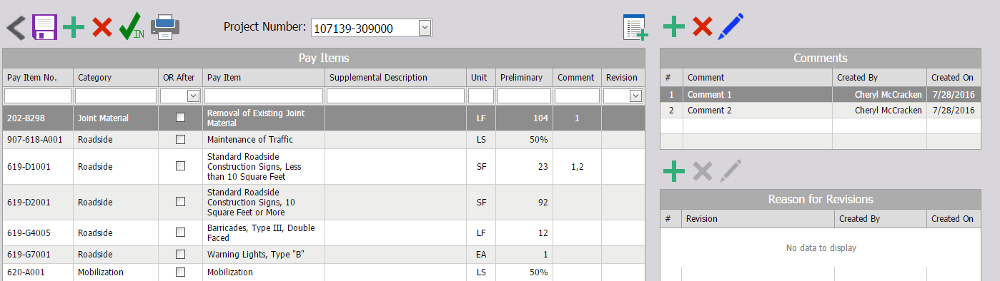 IN
Project Number: 107139-309000
Pay Items
Pay Item No. Category OR After Pay Item Supplemental Description Unit Preliminary Comment Revision
202-B298 Joint Material Removal of Existing Joint Material LF 104 1
907-618-A001 Roadside Maintenance of Traffic LS 50%
619-D1001 Roadside Standard Roadside Construction Signs, Less than 10 Square Feet SF 23 1,2
619-D2001 Roadside Standard Roadside Construction Signs, 10 Square Feet or More SF 92
619-G4005 Roadside Barricades, Type III, Double Faced LF 12
619-G7001 Roadside Warning Lights, Type "B" EA 1
620-A001 Mobilization Mobilization LS 50%
Comments
# Comment Created By Created On
1 Comment 1 Cheryl McCracken 7/28/2016
2 Comment 2 Cheryl McCracken 7/28/2016
Reason for Revisions
# Revision Created By Created On
No data to display